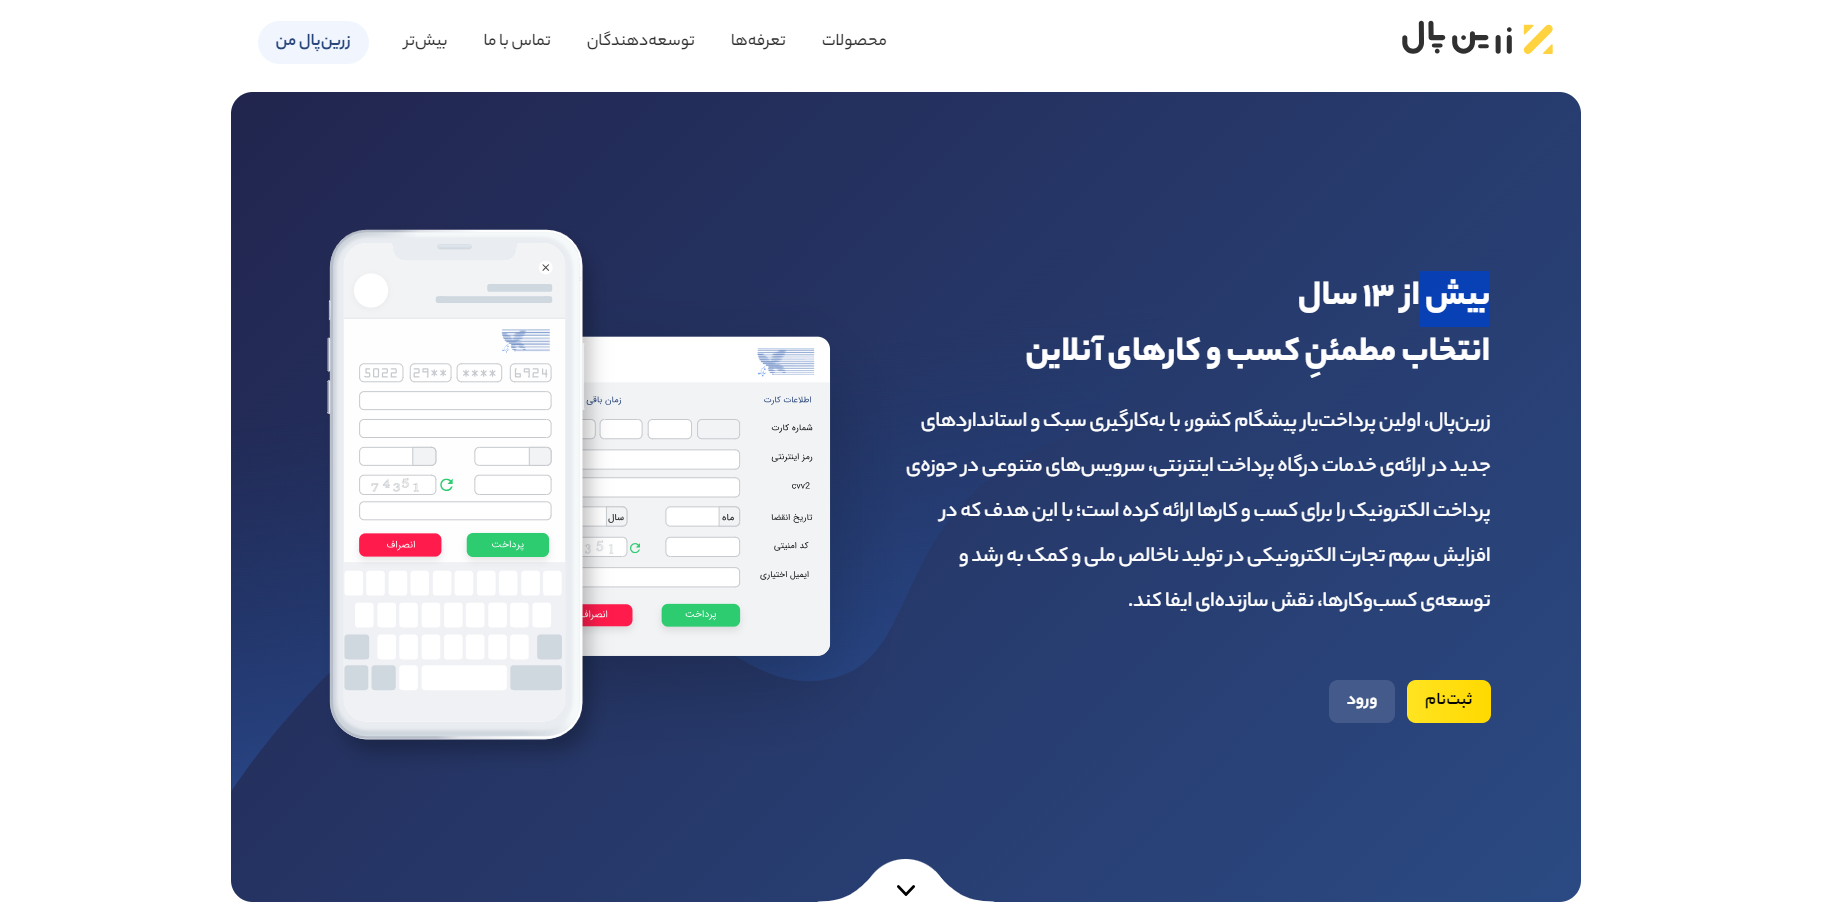 زرین پال
محصولات
تعرفه‌ها
توسعه‌دهندگان
تماس با ما
بیش‌تر
زرین‌پال من
بیش از ۱۳ سال
انتخاب مطمئنِ کسب و کارهای آنلاین
زرین‌پال، اولین پرداخت‌یار پیشگام کشور، با به‌کارگیری سبک و استانداردهای
جدید در ارائه‌ی خدمات درگاه پرداخت اینترنتی، سرویس‌های متنوعی در حوزه‌ی
پرداخت الکترونیک را برای کسب و کارها ارائه کرده است؛ با این هدف که در
افزایش سهم تجارت الکترونیکی در تولید ناخالص ملی و کمک به رشد و
توسعه‌ی کسب‌وکارها، نقش سازنده‌ای ایفا کند.
ثبت‌نام
ورود
اطلاعات کارت
زمان باقی
شماره کارت
رمز اینترنتی
cvv2
تاریخ انقضا
ماه
سال
کد امنیتی
351
ایمیل اختیاری
پرداخت
انصراف
5022 29** **** 6924
74351
پرداخت
انصراف